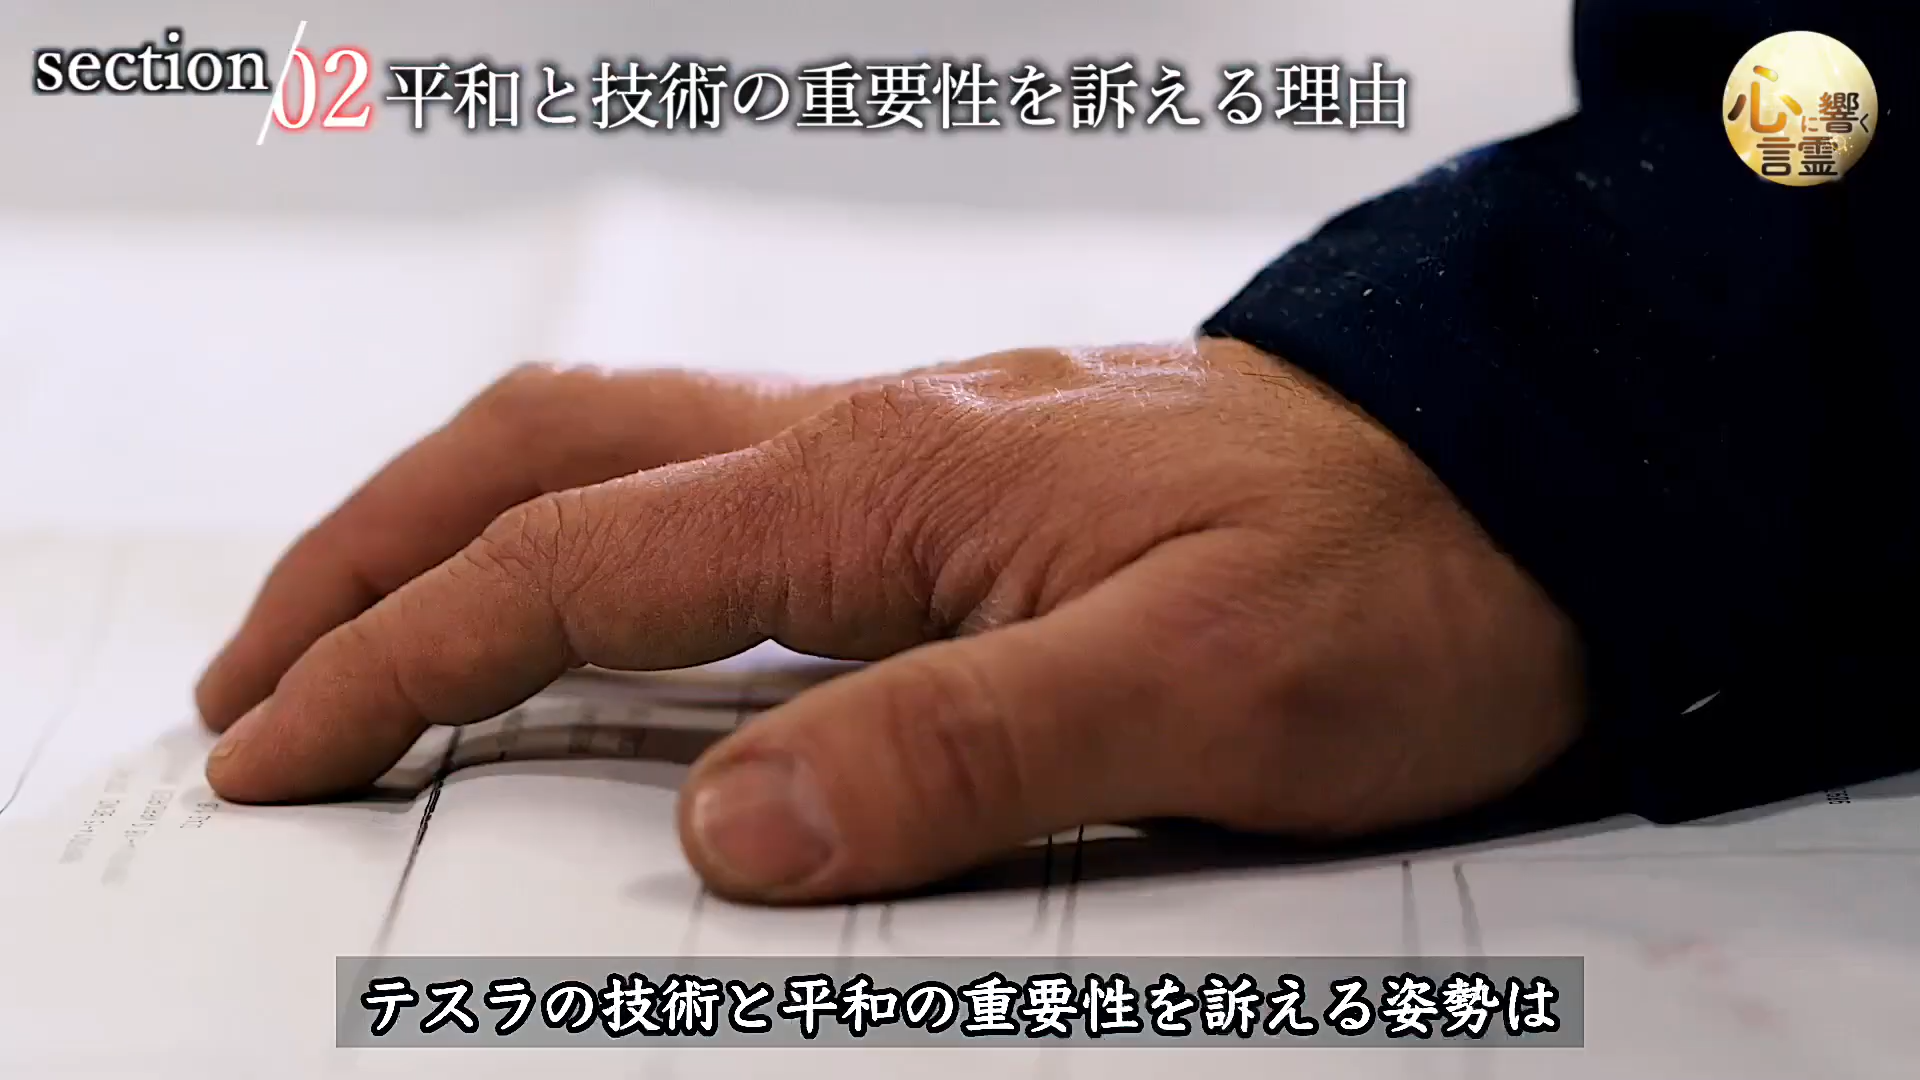 section 02 平和と技術の重要性を訴える理由
心に響く
言霊
テスラの技術と平和の重要性を訴える姿勢は